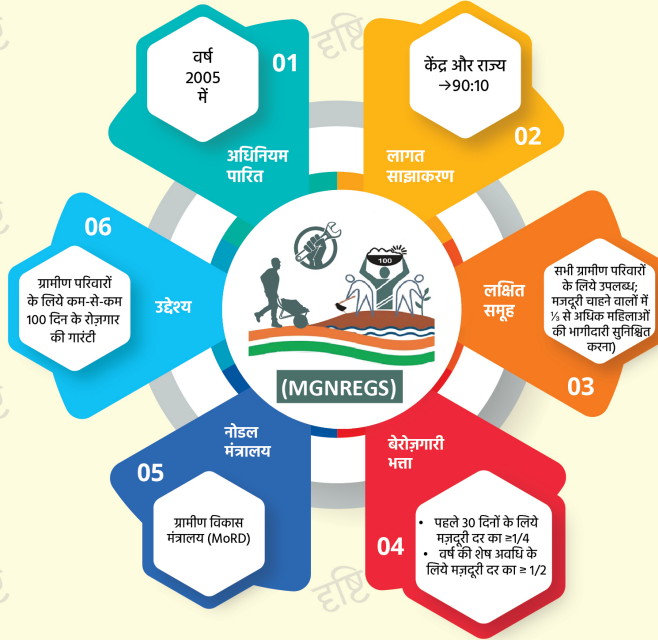 वर्ष
2005
में
01
अधिनियम
पारित
केंद्र और राज्य
→90:10
02
लागत
साझाकरण
सभी ग्रामीण परिवारों
के लिये उपलब्ध;
मजदूरी चाहने वालों में
⅓ से अधिक महिलाओं
की भागीदारी सुनिश्चित
करना)
लक्षित
समूह
03
बेरोज़गारी
भत्ता
04
• पहले 30 दिनों के लिये
मज़दूरी दर का ≥1/4
• वर्ष की शेष अवधि के
लिये मज़दूरी दर का ≥ 1/2
नोडल
मंत्रालय
05
ग्रामीण विकास
मंत्रालय (MoRD)
06
ग्रामीण परिवारों
के लिये कम-से-कम
100 दिन के रोज़गार
की गारंटी
उद्देश्य
100
(MGNREGS)
दृष्टि
दृष्टि